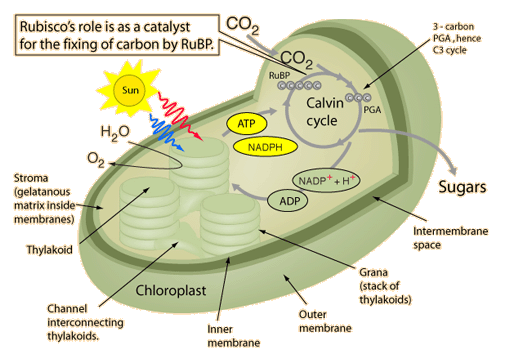 Rubisco's role is as a catalyst
for the fixing of carbon by RuBP.
CO2
3 - carbon
PGA , hence
C3 cycle
CO2
RuBP
C C C C C
C C C
PGA
Calvin
cycle
Sun
ATP
NADPH
H2O
O2
NADP+ + H+
ADP
Sugars
Stroma
(gelatanous
matrix inside
membranes)
Thylakoid
Intermembrane
space
Chloroplast
Grana
(stack of
thylakoids)
Channel
interconnecting
thylakoids.
Inner
membrane
Outer
membrane